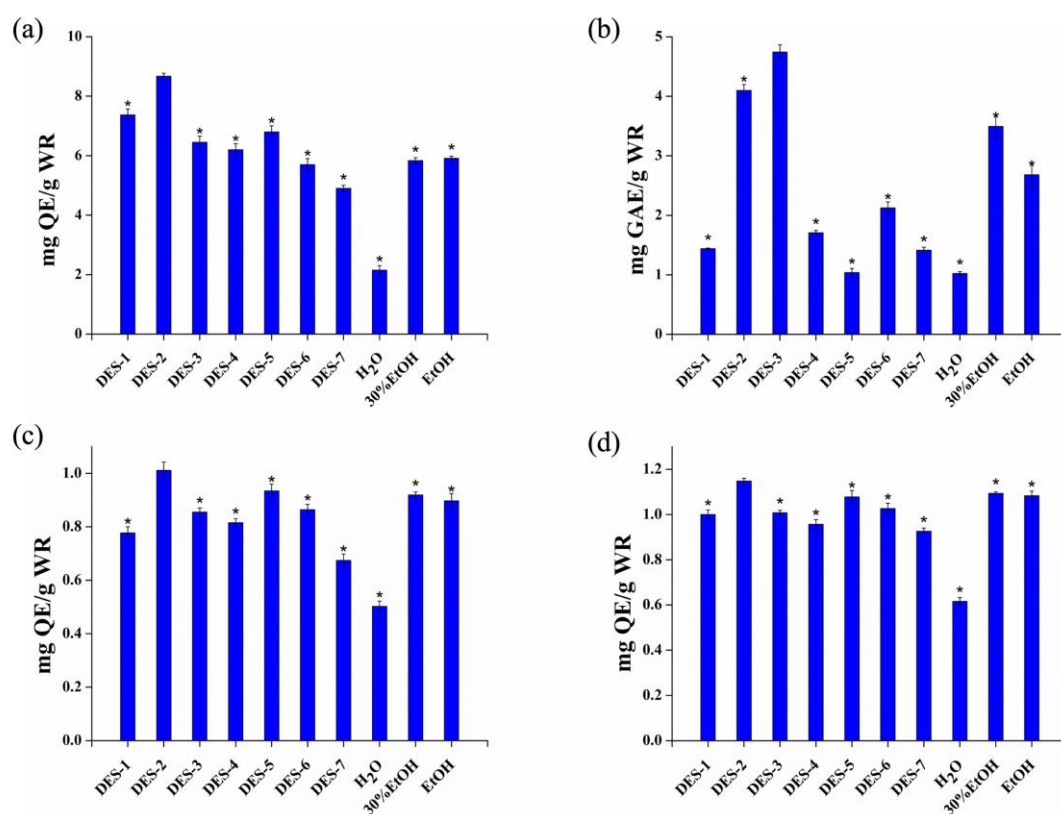 (a)
10
8
6
4
2
0
mg QE/g WR
* * * * * * * * *
DES-1 DES-2 DES-3 DES-4 DES-5 DES-6 DES-7 H₂O 30%EtOH EtOH
(b)
5
4
3
2
1
0
mg GAE/g WR
* * * * * * * * *
DES-1 DES-2 DES-3 DES-4 DES-5 DES-6 DES-7 H₂O 30%EtOH EtOH
(c)
1.0
0.8
0.6
0.4
0.2
0.0
mg QE/g WR
* * * * * * * * *
DES-1 DES-2 DES-3 DES-4 DES-5 DES-6 DES-7 H₂O 30%EtOH EtOH
(d)
1.2
1.0
0.8
0.6
0.4
0.2
0.0
mg QE/g WR
* * * * * * * * *
DES-1 DES-2 DES-3 DES-4 DES-5 DES-6 DES-7 H₂O 30%EtOH EtOH